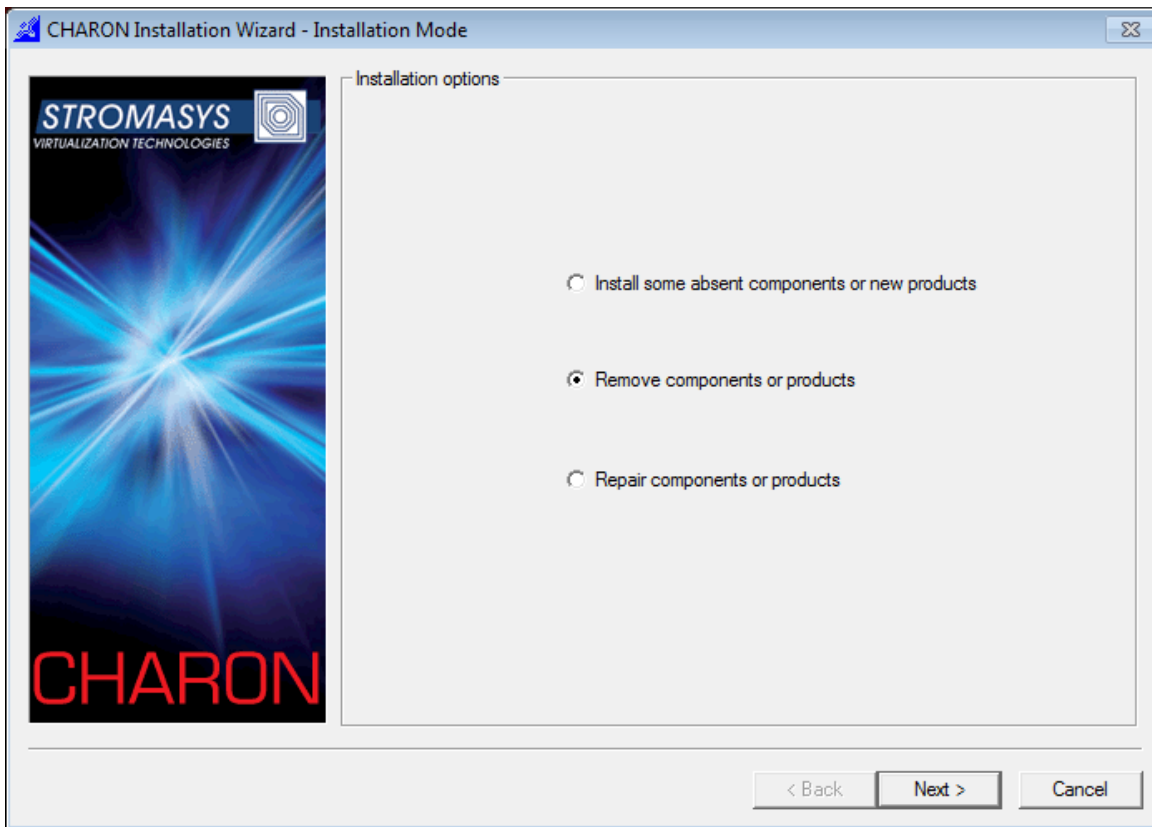 CHARON Installation Wizard - Installation Mode
STROMASYS
VIRTUALIZATION TECHNOLOGIES
CHARON
Installation options
Install some absent components or new products
Remove components or products
Repair components or products
< Back
Next >
Cancel